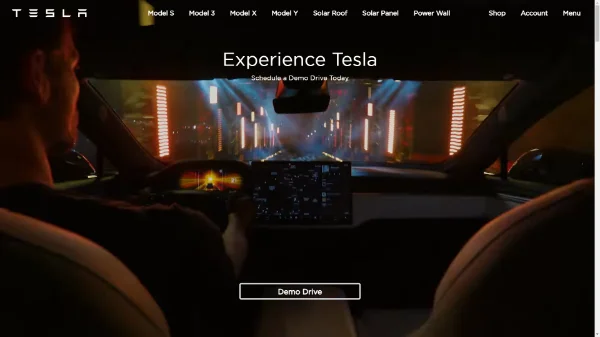 TESLA
Model S Model 3 Model X Model Y Solar Roof Solar Panel Power Wall Shop Account Menu
Experience Tesla
Schedule a Demo Drive Today
Demo Drive